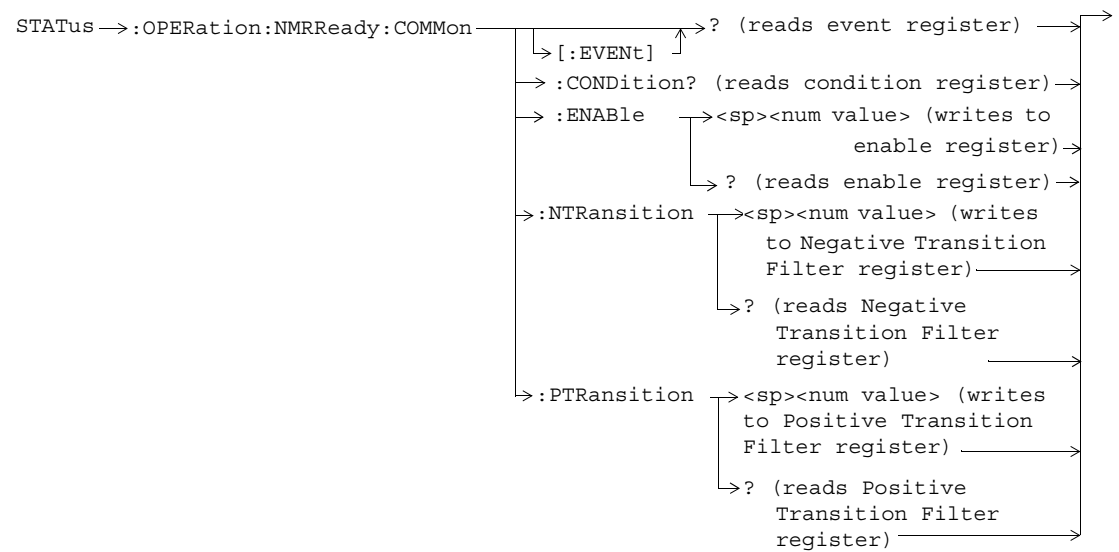 STATus :OPERation:NMRReady:COMMon ? (reads event register)
[:EVENt]
:CONDition? (reads condition register)
:ENABle <sp><num value> (writes to
enable register)
? (reads enable register)
:NTRansition <sp><num value> (writes
to Negative Transition
Filter register)
? (reads Negative
Transition Filter
register)
:PTRansition <sp><num value> (writes
to Positive Transition
Filter register)
? (reads Positive
Transition Filter
register)